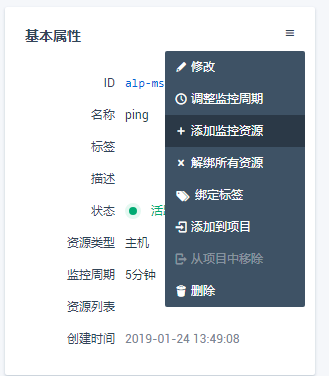 基本属性
修改
ID alp-ms
调整监控周期
名称 ping
添加监控资源
标签
解绑所有资源
描述
绑定标签
状态
添加到项目
资源类型 主机
从项目中移除
监控周期 5分钟
删除
资源列表
创建时间 2019-01-24 13:49:08